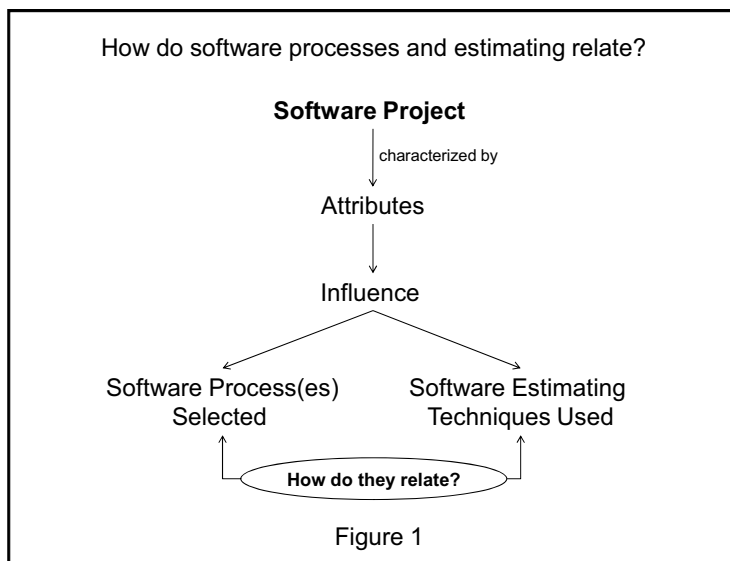 How do software processes and estimating relate?
Software Project
characterized by
Attributes
Influence
Software Process(es)
Selected
Software Estimating
Techniques Used
How do they relate?
Figure 1